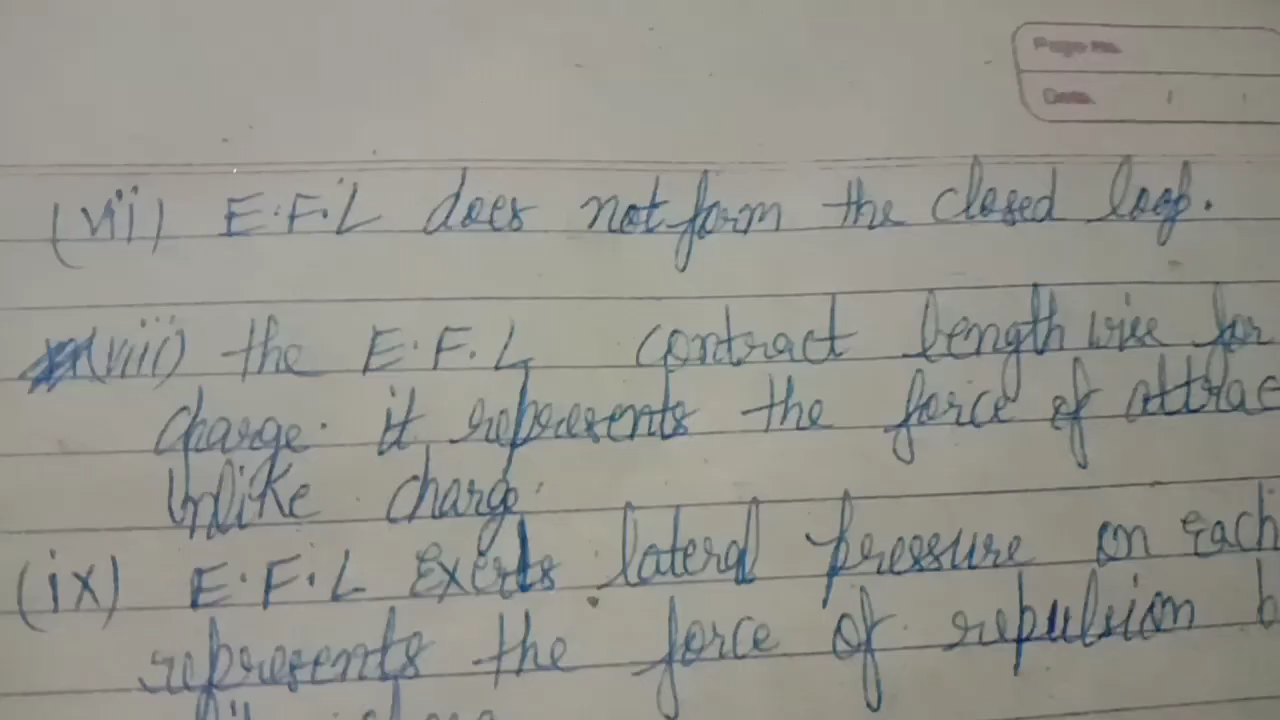 Page No.
Date
(vii) E.F.L does not form the closed loop.
(viii) the E.F.L contract length wise for
charge. it represents the force of attrac
unlike charge.
(ix) E.F.L exerts lateral pressure on each
represents the force of repulsion b